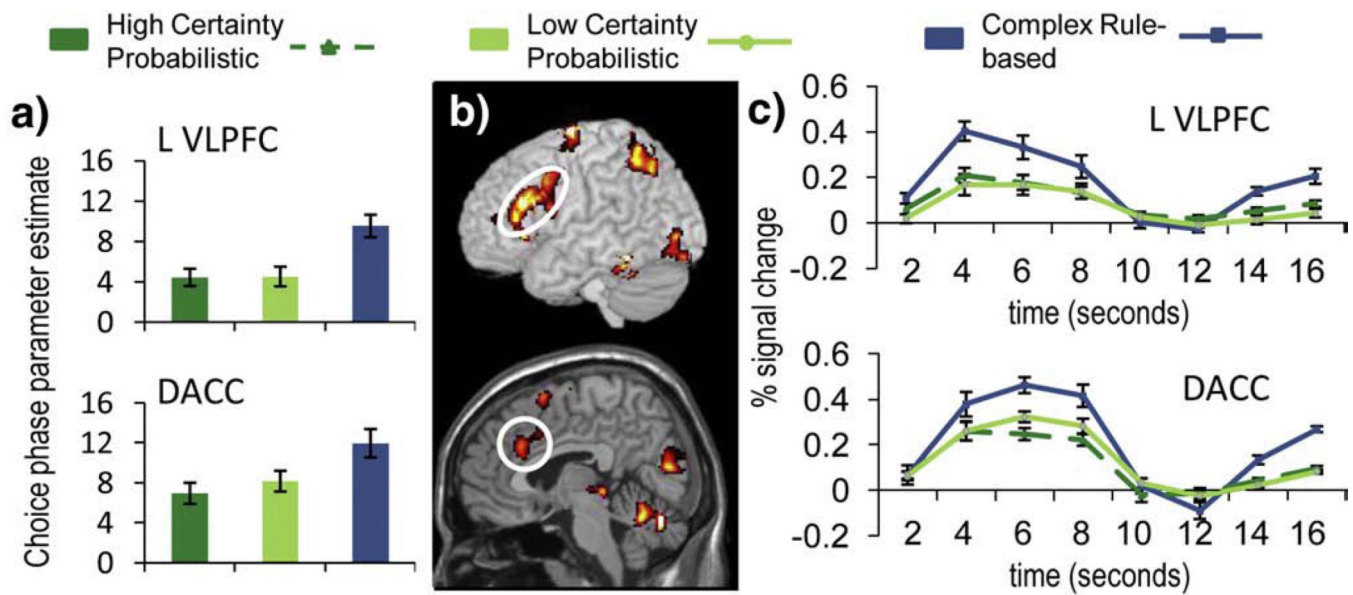 High Certainty
Probabilistic
Low Certainty
Probabilistic
Complex Rule-
based
a)
L VLPFC
16
12
8
4
0
DACC
16
12
8
4
0
Choice phase parameter estimate
b)
c)
L VLPFC
0.6
0.4
0.2
0
-0.2
2 4 6 8 10 12 14 16
time (seconds)
% signal change
DACC
0.6
0.4
0.2
0
-0.2
2 4 6 8 10 12 14 16
time (seconds)